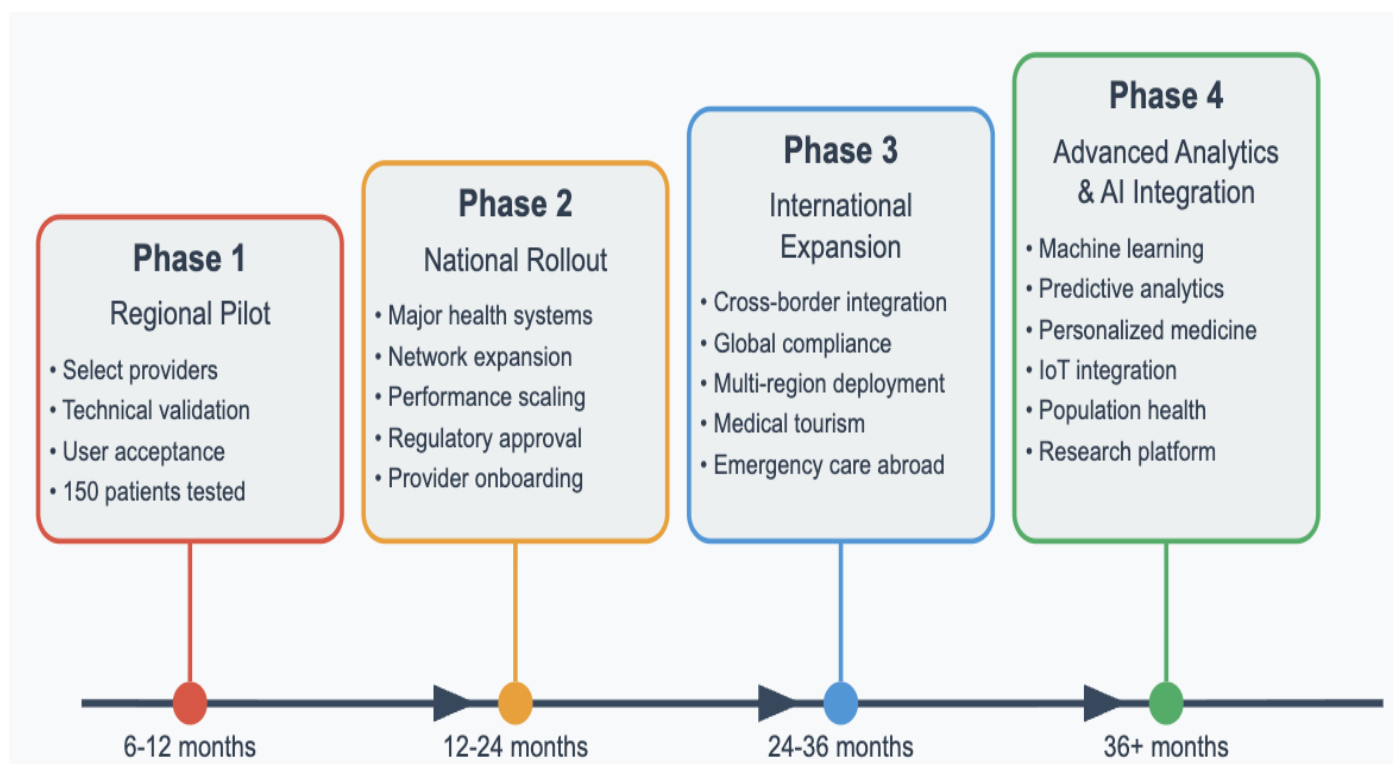 Phase 1
Regional Pilot
• Select providers
• Technical validation
• User acceptance
• 150 patients tested
6-12 months
Phase 2
National Rollout
• Major health systems
• Network expansion
• Performance scaling
• Regulatory approval
• Provider onboarding
12-24 months
Phase 3
International
Expansion
• Cross-border integration
• Global compliance
• Multi-region deployment
• Medical tourism
• Emergency care abroad
24-36 months
Phase 4
Advanced Analytics
& AI Integration
• Machine learning
• Predictive analytics
• Personalized medicine
• IoT integration
• Population health
• Research platform
36+ months